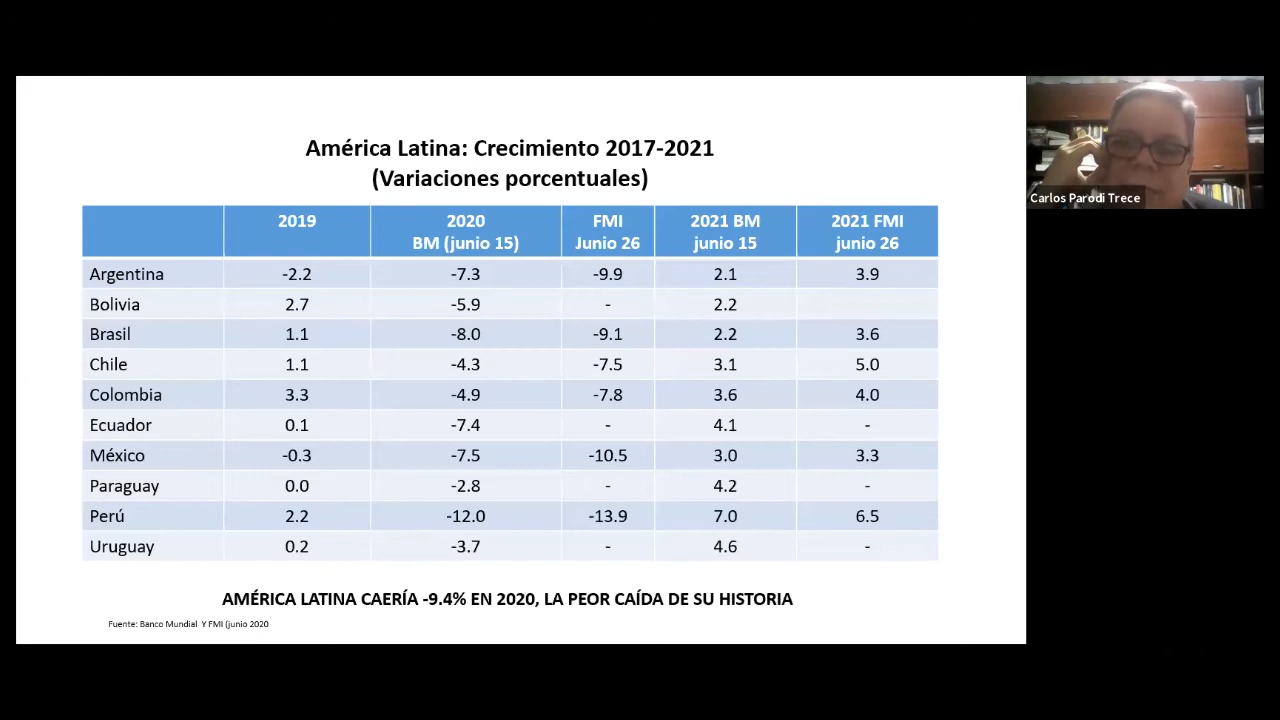 América Latina: Crecimiento 2017-2021
(Variaciones porcentuales)
2019 2020 FMI 2021 BM 2021 FMI
BM (junio 15) Junio 26 junio 15 junio 26
Argentina -2.2 -7.3 -9.9 2.1 3.9
Bolivia 2.7 -5.9 - 2.2
Brasil 1.1 -8.0 -9.1 2.2 3.6
Chile 1.1 -4.3 -7.5 3.1 5.0
Colombia 3.3 -4.9 -7.8 3.6 4.0
Ecuador 0.1 -7.4 - 4.1 -
México -0.3 -7.5 -10.5 3.0 3.3
Paraguay 0.0 -2.8 - 4.2 -
Perú 2.2 -12.0 -13.9 7.0 6.5
Uruguay 0.2 -3.7 - 4.6 -
AMÉRICA LATINA CAERÍA -9.4% EN 2020, LA PEOR CAÍDA DE SU HISTORIA
Fuente: Banco Mundial Y FMI (junio 2020
Carlos Parodi Trece